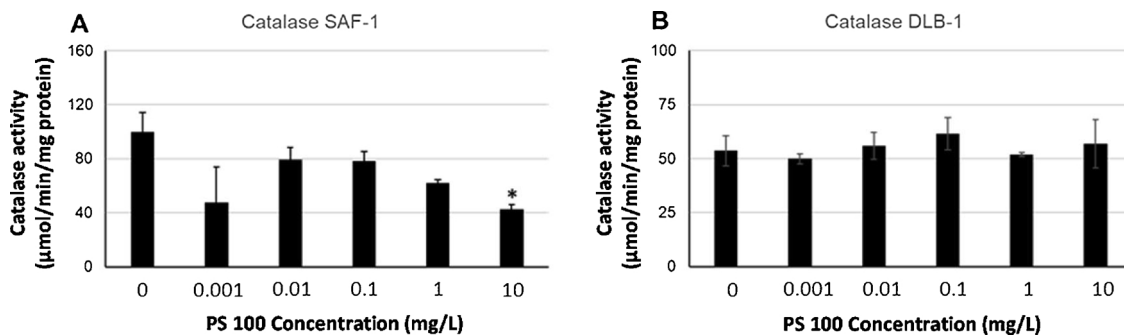 A
Catalase SAF-1
Catalase activity
(µmol/min/mg protein)
160
120
80
40
0
*
0 0.001 0.01 0.1 1 10
PS 100 Concentration (mg/L)
B
Catalase DLB-1
Catalase activity
(µmol/min/mg protein)
100
75
50
25
0
0 0.001 0.01 0.1 1 10
PS 100 Concentration (mg/L)